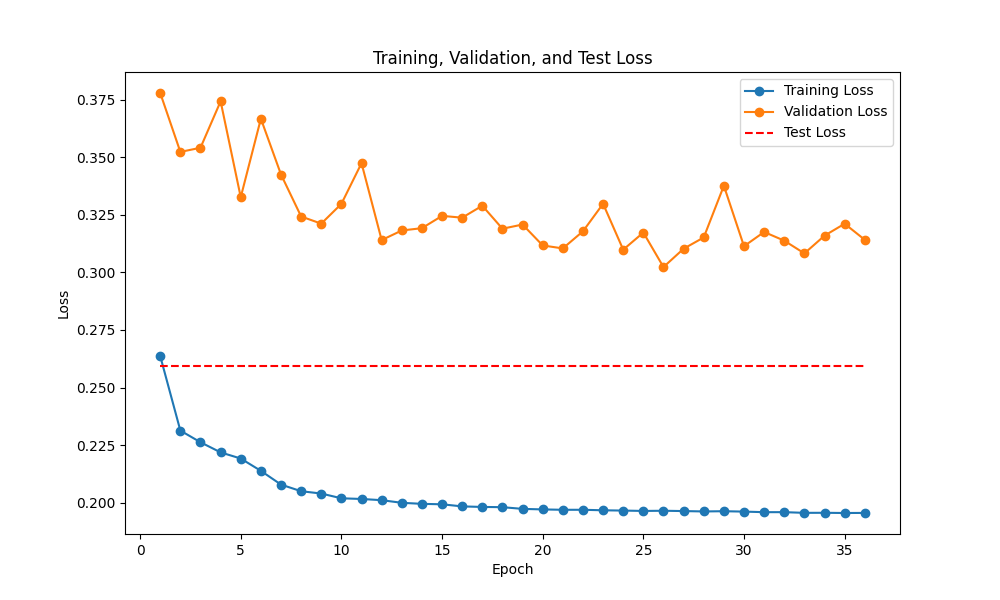 Training, Validation, and Test Loss
Training Loss
Validation Loss
Test Loss
Loss
0.375
0.350
0.325
0.300
0.275
0.250
0.225
0.200
0 5 10 15 20 25 30 35
Epoch